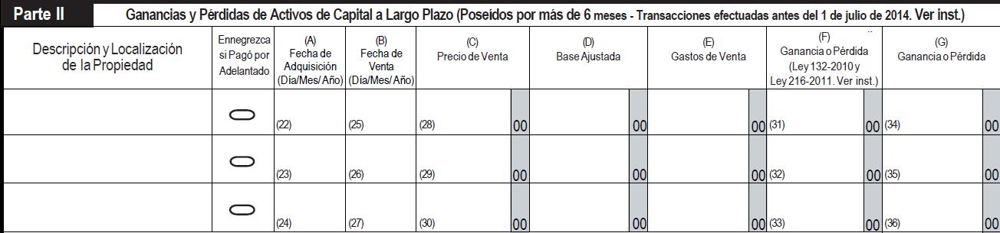 Parte II Ganancias y Pérdidas de Activos de Capital a Largo Plazo (Poseídos por más de 6 meses - Transacciones efectuadas antes del 1 de julio de 2014. Ver inst.)
Descripción y Localización
de la Propiedad
Ennegrezca
si Pagó por
Adelantado
(A)
Fecha de
Adquisición
(Día/Mes/Año)
(B)
Fecha de
Venta
(Día/Mes/Año)
(C)
Precio de Venta
(D)
Base Ajustada
(E)
Gastos de Venta
(F)
Ganancia o Pérdida
(Ley 132-2010 y
Ley 216-2011. Ver inst.)
(G)
Ganancia o Pérdida
(22) (25) (28) 00 00 00 (31) 00 (34) 00
(23) (26) (29) 00 00 00 (32) 00 (35) 00
(24) (27) (30) 00 00 00 (33) 00 (36) 00